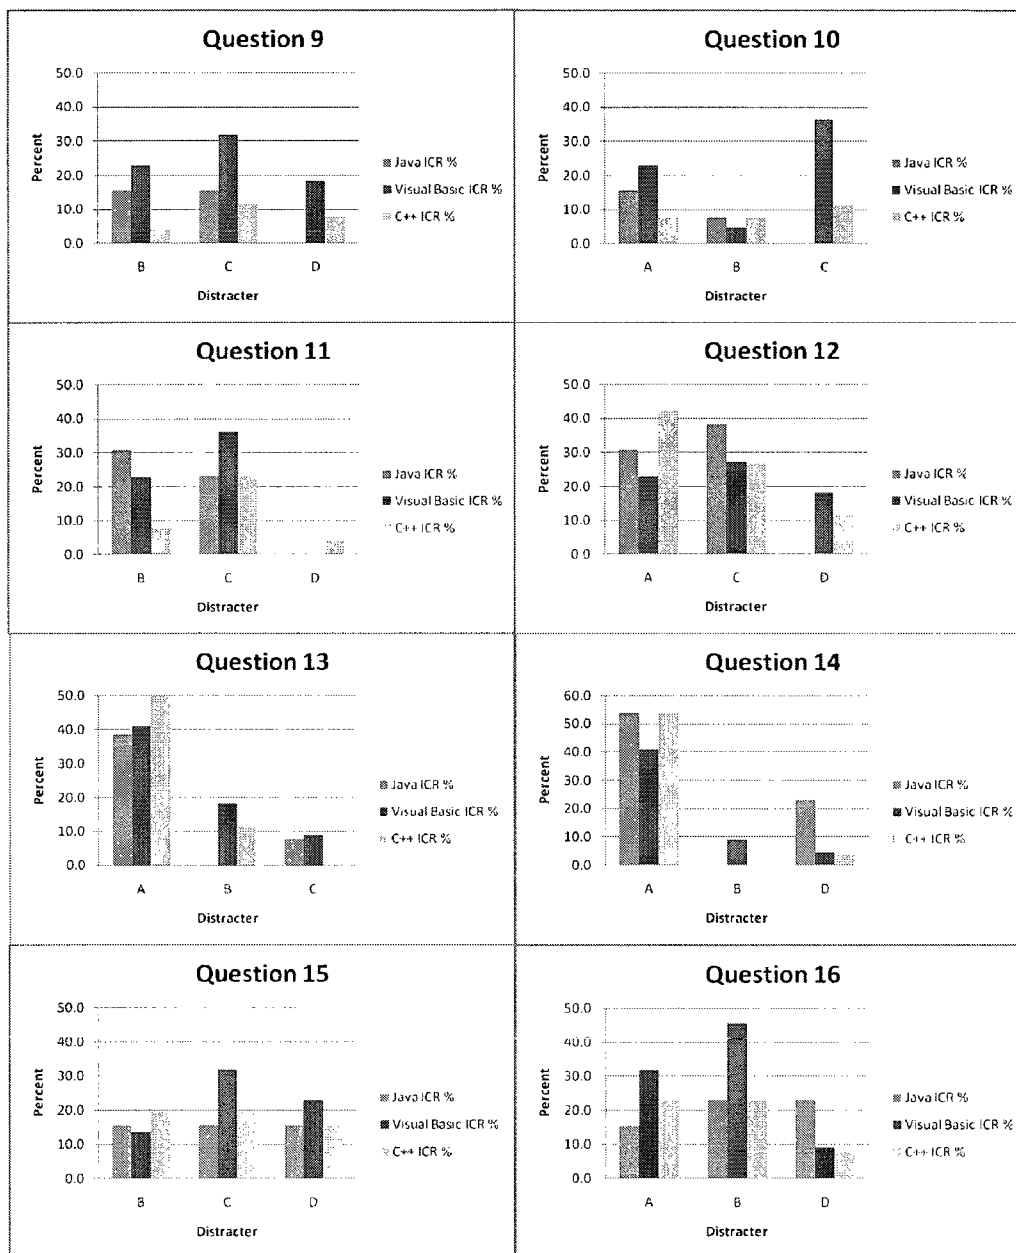 Question 9
50.0
40.0
30.0
20.0
10.0
0.0
Percent
B C D
Distracter
Java ICR %
Visual Basic ICR %
C++ ICR %
Question 10
50.0
40.0
30.0
20.0
10.0
0.0
Percent
A B C
Distracter
Java ICR %
Visual Basic ICR %
C++ ICR %
Question 11
50.0
40.0
30.0
20.0
10.0
0.0
Percent
B C D
Distracter
Java ICR %
Visual Basic ICR %
C++ ICR %
Question 12
50.0
40.0
30.0
20.0
10.0
0.0
Percent
A C D
Distracter
Java ICR %
Visual Basic ICR %
C++ ICR %
Question 13
50.0
40.0
30.0
20.0
10.0
0.0
Percent
A B C
Distracter
Java ICR %
Visual Basic ICR %
C++ ICR %
Question 14
60.0
50.0
40.0
30.0
20.0
10.0
0.0
Percent
A B D
Distracter
Java ICR %
Visual Basic ICR %
C++ ICR %
Question 15
50.0
40.0
30.0
20.0
10.0
0.0
Percent
B C D
Distracter
Java ICR %
Visual Basic ICR %
C++ ICR %
Question 16
50.0
40.0
30.0
20.0
10.0
0.0
Percent
A B D
Distracter
Java ICR %
Visual Basic ICR %
C++ ICR %